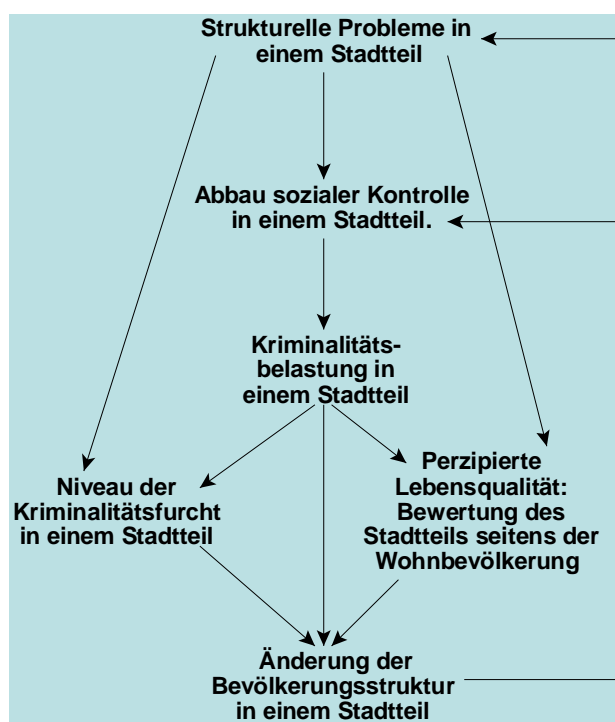 Strukturelle Probleme in
einem Stadtteil
Abbau sozialer Kontrolle
in einem Stadtteil.
Kriminalitäts-
belastung in
einem Stadtteil
Niveau der
Kriminalitätsfurcht
in einem Stadtteil
Perzipierte
Lebensqualität:
Bewertung des
Stadtteils seitens der
Wohnbevölkerung
Änderung der
Bevölkerungsstruktur
in einem Stadtteil